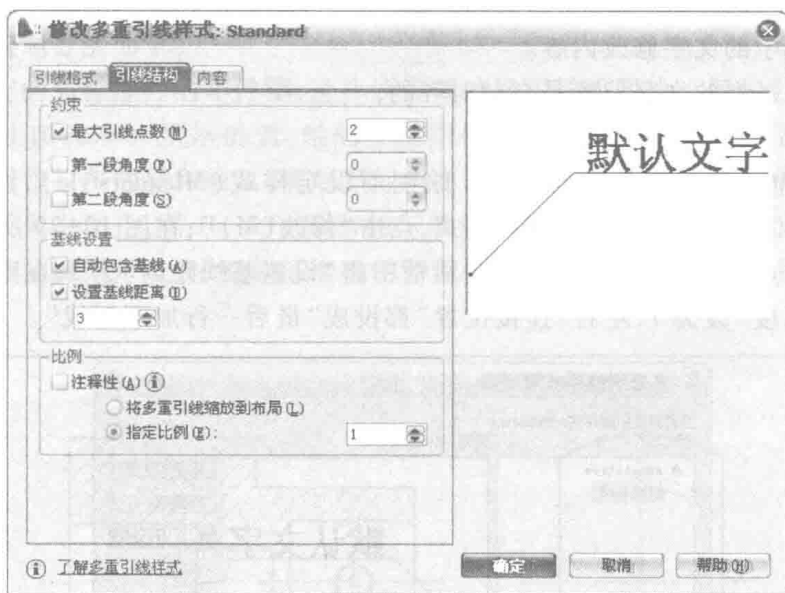 修改多重引线样式: Standard
引线格式 引线结构 内容
约束
最大引线点数(M) 2
第一段角度(F) 0
第二段角度(S) 0
基线设置
自动包含基线(A)
设置基线距离(D)
3
比例
注释性(A)
将多重引线缩放到布局(L)
指定比例(E): 1
默认文字
了解多重引线样式
确定 取消 帮助(H)